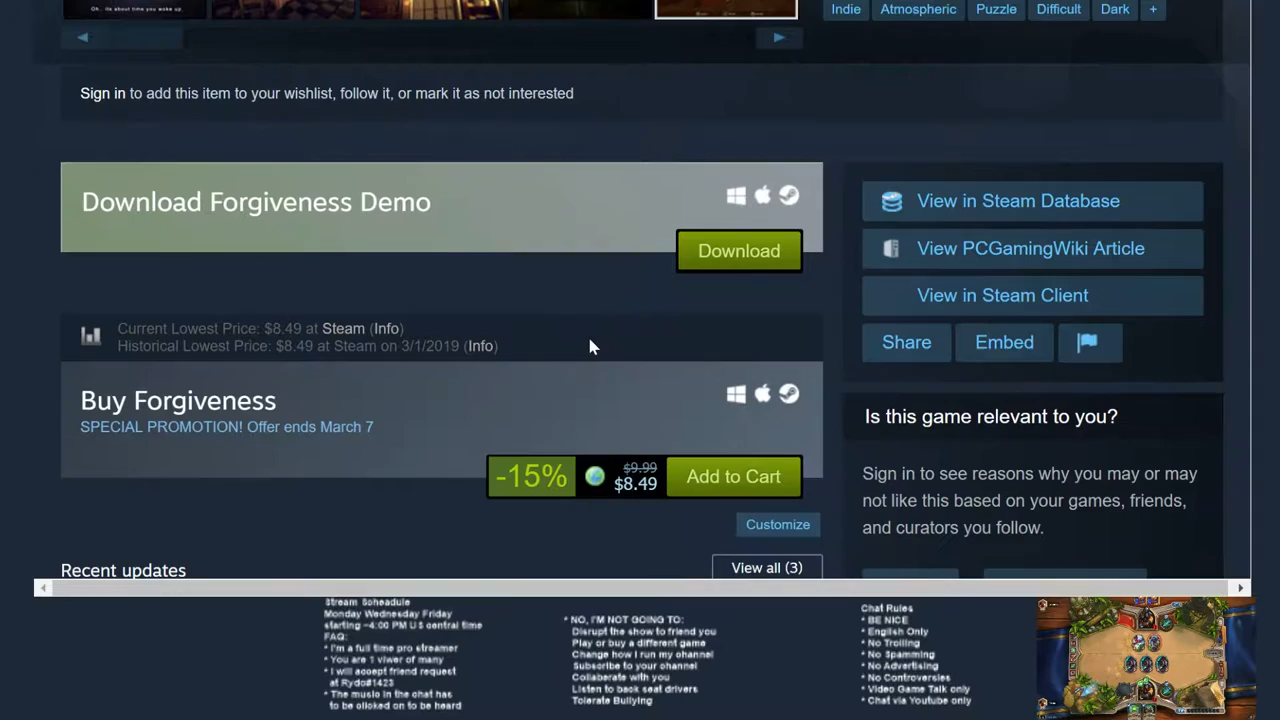 Oh, its about time you woke up.
Indie
Atmospheric
Puzzle
Difficult
Dark
+
Sign in to add this item to your wishlist, follow it, or mark it as not interested
Download Forgiveness Demo
Download
Current Lowest Price: $8.49 at Steam (Info)
Historical Lowest Price: $8.49 at Steam on 3/1/2019 (Info)
Buy Forgiveness
SPECIAL PROMOTION! Offer ends March 7
-15%
$9.99
$8.49
Add to Cart
Customize
Recent updates
View all (3)
View in Steam Database
View PCGamingWiki Article
View in Steam Client
Share
Embed
Is this game relevant to you?
Sign in to see reasons why you may or may
not like this based on your games, friends,
and curators you follow.
Stream Scheadule
Monday Wednesday Friday
starting ~4:00 PM US central time
FAQ:
* I'm a full time pro streamer
* You are 1 viwer of many
* I will accept friend request
at Rydo#1423
* The music in the chat has
to be clicked on to be heard
* NO, I'M NOT GOING TO:
Disrupt the show to friend you
Play or buy a different game
Change how I run my channel
Subscribe to your channel
Collaborate with you
Listen to back seat drivers
Tolerate Bullying
Chat Rules
* BE NICE
* English Only
* No Trolling
* No Spamming
* No Advertising
* No Controversies
* Video Game Talk only
* Chat via Youtube only